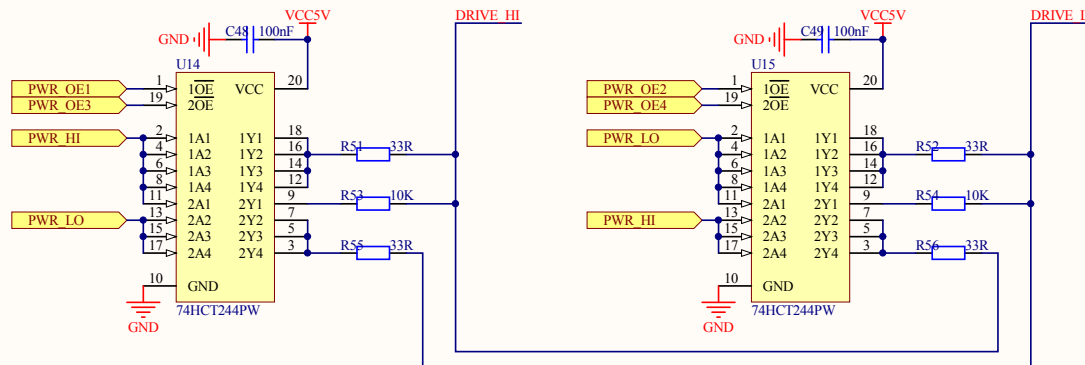 VCC5V DRIVE_HI VCC5V
C48 100nF C49 100nF
GND GND
U14 U15
PWR_OE1 1 1OE VCC 20 PWR_OE2 1 1OE VCC 20
PWR_OE3 19 2OE PWR_OE4 19 2OE
PWR_HI 2 1A1 1Y1 18 PWR_LO 2 1A1 1Y1 18
4 1A2 1Y2 16 R51 33R 4 1A2 1Y2 16 R52 33R
6 1A3 1Y3 14 6 1A3 1Y3 14
8 1A4 1Y4 12 8 1A4 1Y4 12
11 2A1 2Y1 9 R53 10K 11 2A1 2Y1 9 R54 10K
PWR_LO 13 2A2 2Y2 7 PWR_HI 13 2A2 2Y2 7
15 2A3 2Y3 5 15 2A3 2Y3 5
17 2A4 2Y4 3 R55 33R 17 2A4 2Y4 3 R56 33R
10 GND 10 GND
74HCT244PW 74HCT244PW
GND GND